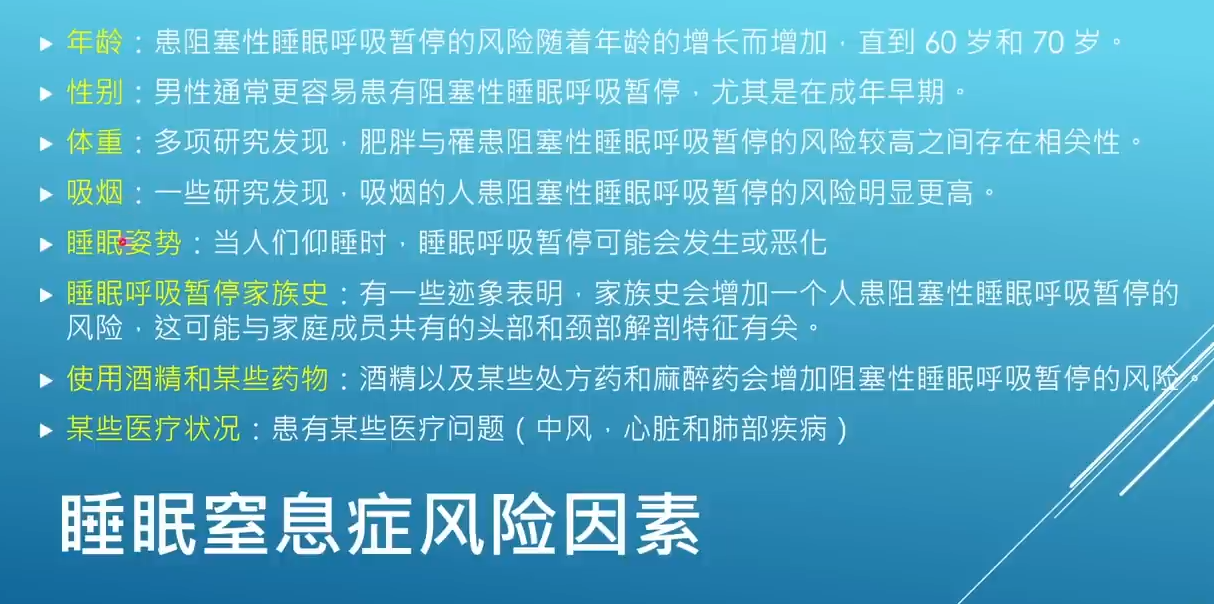 年龄：患阻塞性睡眠呼吸暂停的风险随着年龄的增长而增加，直到 60 岁和 70 岁。
性别：男性通常更容易患有阻塞性睡眠呼吸暂停，尤其是在成年早期。
体重：多项研究发现，肥胖与罹患阻塞性睡眠呼吸暂停的风险较高之间存在相关性。
吸烟：一些研究发现，吸烟的人患阻塞性睡眠呼吸暂停的风险明显更高。
睡眠姿势：当人们仰睡时，睡眠呼吸暂停可能会发生或恶化
睡眠呼吸暂停家族史：有一些迹象表明，家族史会增加一个人患阻塞性睡眠呼吸暂停的
风险，这可能与家庭成员共有的头部和颈部解剖特征有关。
使用酒精和某些药物：酒精以及某些处方药和麻醉药会增加阻塞性睡眠呼吸暂停的风险。
某些医疗状况：患有某些医疗问题（中风，心脏和肺部疾病）
睡眠窒息症风险因素